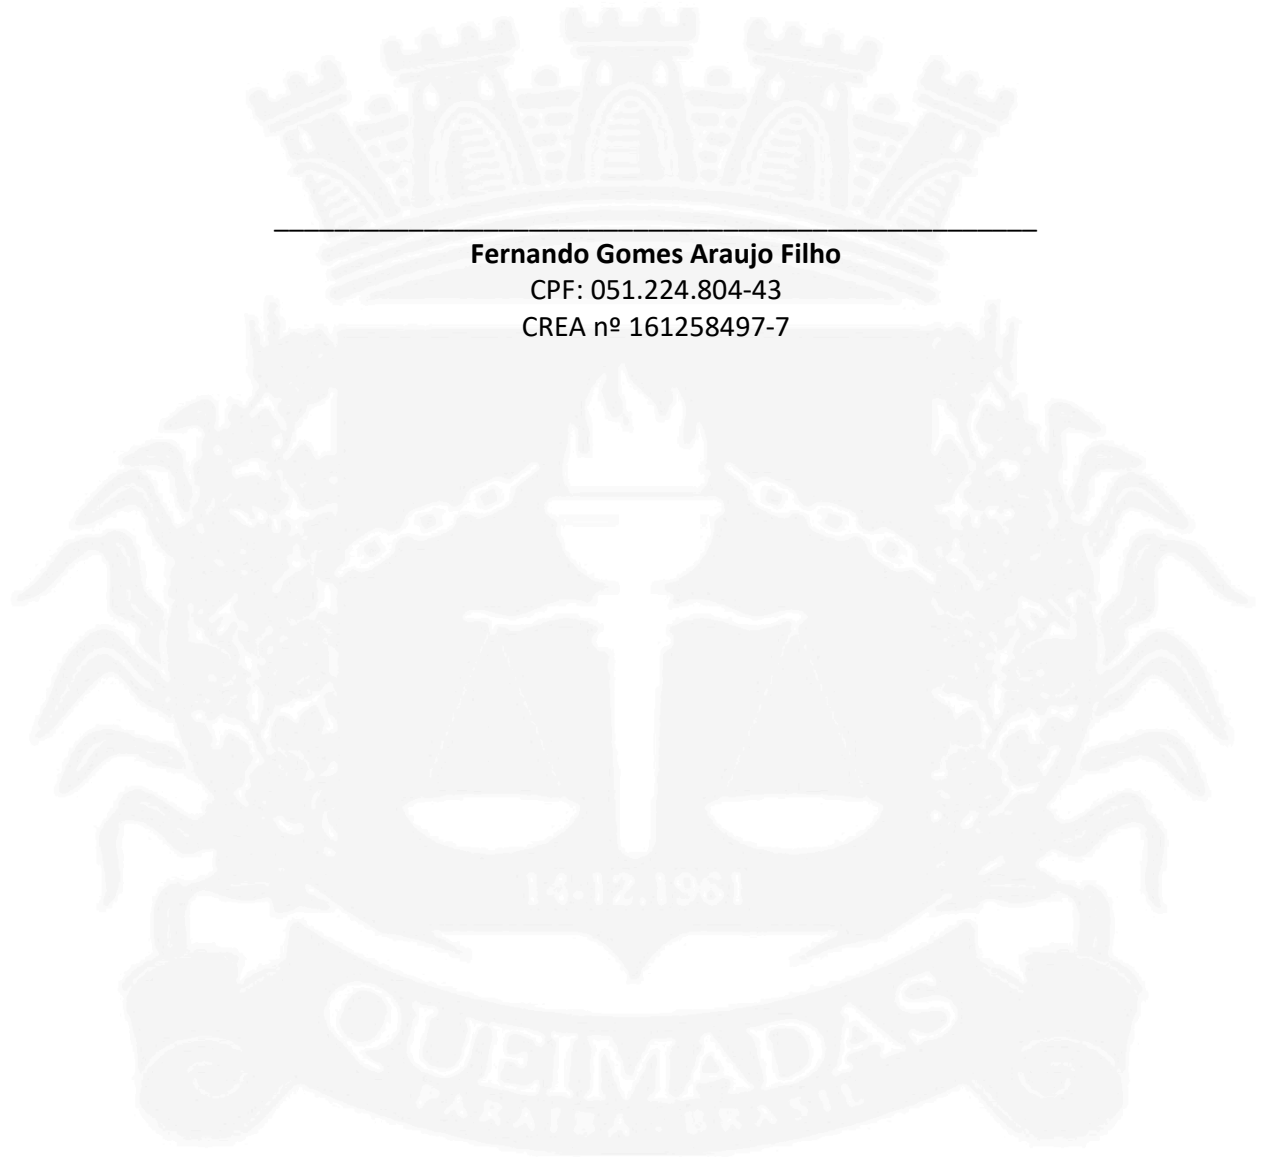 Fernando Gomes Araujo Filho
CPF: 051.224.804-43
CREA nº 161258497-7
14.12.1961
QUEIMADAS
PARAÍBA . BRASIL